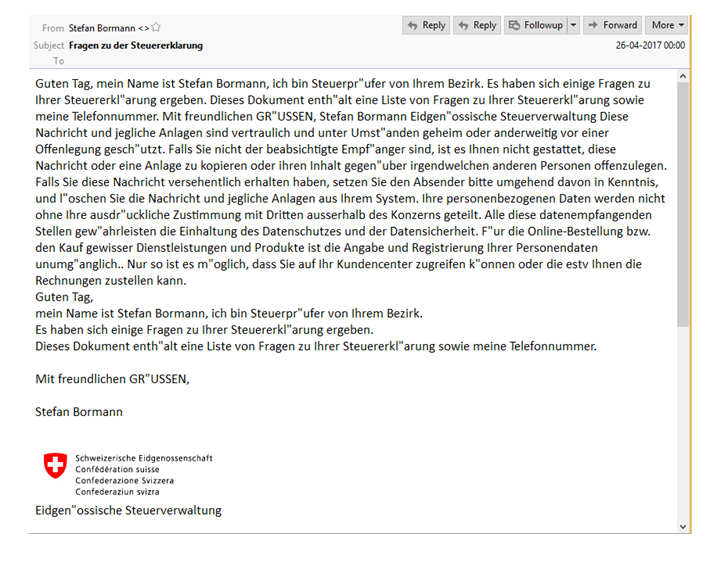 From Stefan Bormann <>
Reply Reply Followup Forward More
Subject Fragen zu der Steuererklarung
26-04-2017 00:00
To
Guten Tag, mein Name ist Stefan Bormann, ich bin Steuerpr"ufer von Ihrem Bezirk. Es haben sich einige Fragen zu
Ihrer Steuererkl"arung ergeben. Dieses Dokument enth"alt eine Liste von Fragen zu Ihrer Steuererkl"arung sowie
meine Telefonnummer. Mit freundlichen GR"USSEN, Stefan Bormann Eidgen"ossische Steuerverwaltung Diese
Nachricht und jegliche Anlagen sind vertraulich und unter Umst"anden geheim oder anderweitig vor einer
Offenlegung gesch"utzt. Falls Sie nicht der beabsichtigte Empf"anger sind, ist es Ihnen nicht gestattet, diese
Nachricht oder eine Anlage zu kopieren oder ihren Inhalt gegen"uber irgendwelchen anderen Personen offenzulegen.
Falls Sie diese Nachricht versehentlich erhalten haben, setzen Sie den Absender bitte umgehend davon in Kenntnis,
und l"oschen Sie die Nachricht und jegliche Anlagen aus Ihrem System. Ihre personenbezogenen Daten werden nicht
ohne Ihre ausdr"uckliche Zustimmung mit Dritten ausserhalb des Konzerns geteilt. Alle diese datenempfangenden
Stellen gew"ahrleisten die Einhaltung des Datenschutzes und der Datensicherheit. F"ur die Online-Bestellung bzw.
den Kauf gewisser Dienstleistungen und Produkte ist die Angabe und Registrierung Ihrer Personendaten
unumg"anglich.. Nur so ist es m"oglich, dass Sie auf Ihr Kundencenter zugreifen k"onnen oder die estv Ihnen die
Rechnungen zustellen kann.
Guten Tag,
mein Name ist Stefan Bormann, ich bin Steuerpr"ufer von Ihrem Bezirk.
Es haben sich einige Fragen zu Ihrer Steuererkl"arung ergeben.
Dieses Dokument enth"alt eine Liste von Fragen zu Ihrer Steuererkl"arung sowie meine Telefonnummer.
Mit freundlichen GR"USSEN,
Stefan Bormann
Schweizerische Eidgenossenschaft
Confédération suisse
Confederazione Svizzera
Confederaziun svizra
Eidgen"ossische Steuerverwaltung